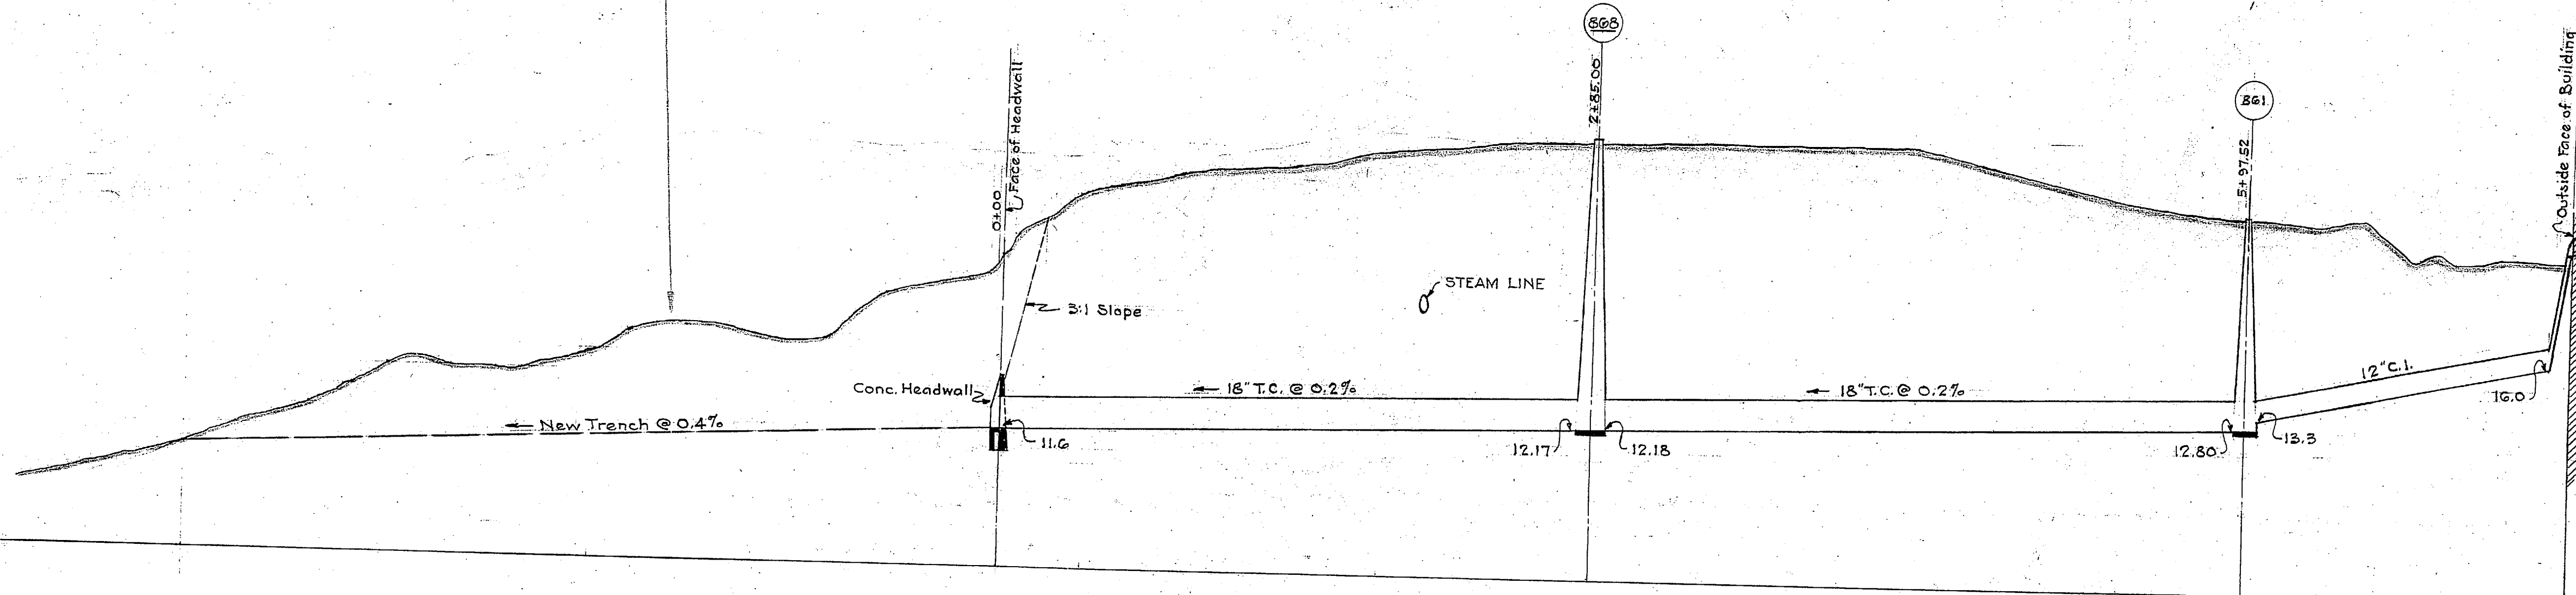 868
861
2+85.00
5+97.52
0+00
Face of Headwall
Outside Face of Building
STEAM LINE
3:1 Slope
Conc. Headwall
18" T.C. @ 0.2%
18" T.C. @ 0.2%
12" C.I.
16.0
New Trench @ 0.4%
11.6
12.17
12.18
12.80
13.3